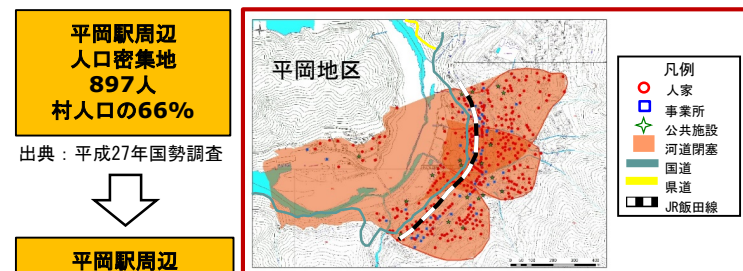 平岡駅周辺
人口密集地
897人
村人口の66%
出典：平成27年国勢調査
平岡駅周辺
平岡地区
凡例
人家
事業所
公共施設
河道閉塞
国道
県道
JR飯田線